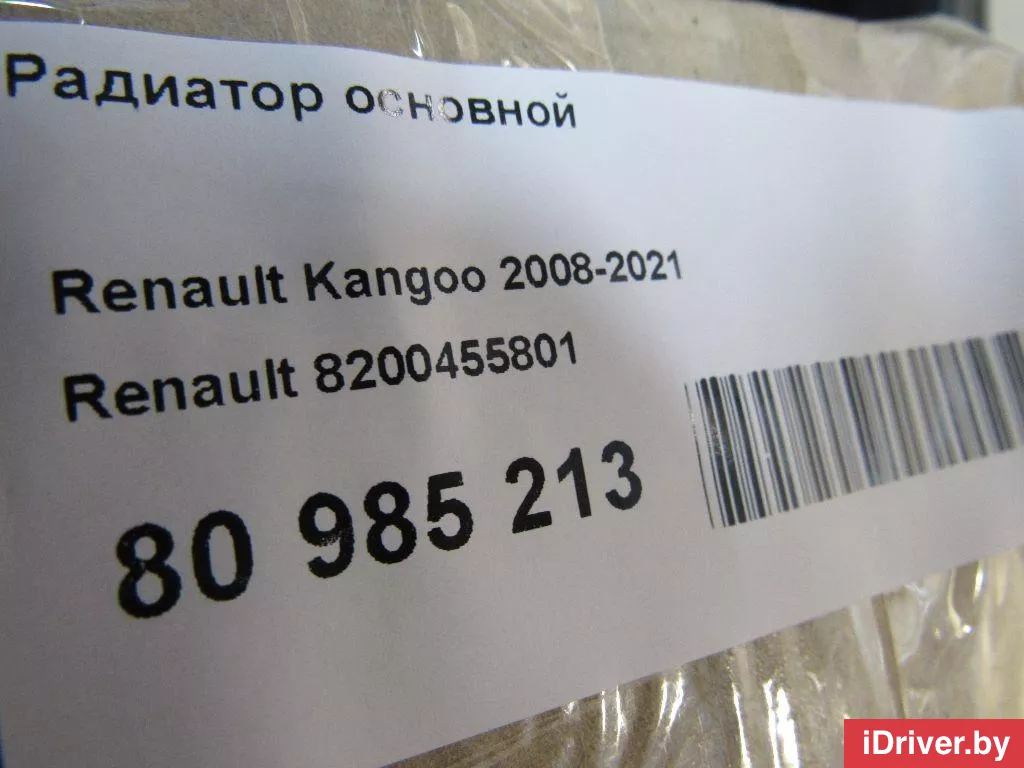 Радиатор основной
Renault Kangoo 2008-2021
Renault 8200455801
80 985 213
iDriver.by